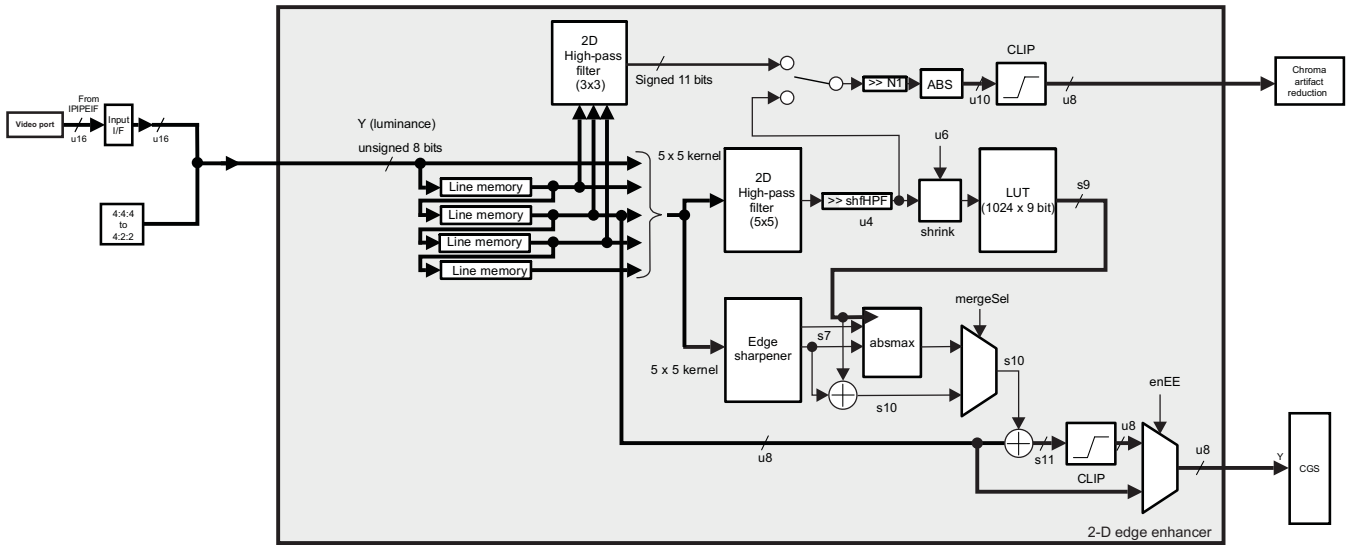 2D
High-pass
filter
(3x3)
Signed 11 bits
CLIP
>> N1
ABS
u10
u8
Chroma
artifact
reduction
From
IPIPEIF
Video port
u16
Input
I/F
u16
Y (luminance)
unsigned 8 bits
4:4:4
to
4:2:2
Line memory
Line memory
Line memory
Line memory
5 x 5 kernel
2D
High-pass
filter
(5x5)
>> shfHPF
u4
u6
shrink
LUT
(1024 x 9 bit)
s9
5 x 5 kernel
Edge
sharpener
s7
absmax
mergeSel
s10
s10
u8
s11
CLIP
u8
enEE
u8
Y
CGS
2-D edge enhancer